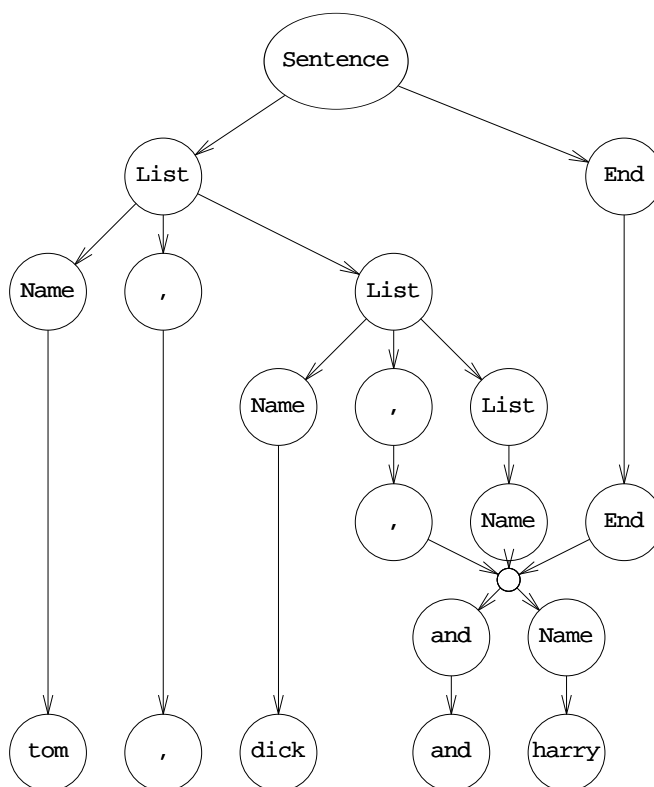 Sentence
List End
Name , List
Name , List
, Name End
and Name
tom , dick and harry